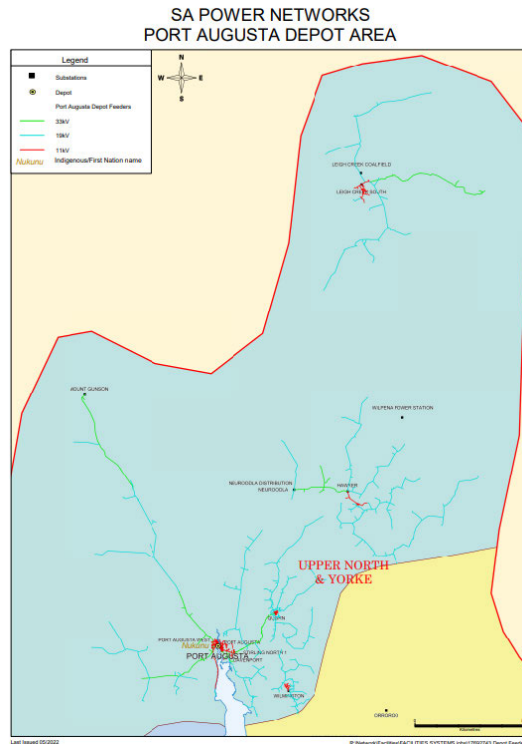 SA POWER NETWORKS
PORT AUGUSTA DEPOT AREA
Legend
Substations
Depot
Port Augusta Depot Feeders
33kV
19kV
11kV
Nukunu Indigenous/First Nation name
N
W E
S
LEIGH CREEK COALFIELD
LEIGH CREEK SOUTH
MOUNT GUNSON
WILPENA POWER STATION
NEUROODLA DISTRIBUTION
NEUROODLA
HAWKER
UPPER NORTH
& YORKE
QUORN
PORT AUGUSTA WEST
PORT AUGUSTA
Nukunu
STIRLING NORTH 1
PORT AUGUSTA
DAVENPORT
WILMINGTON
ORROROO
Kilometres
Last Issued 05/2022